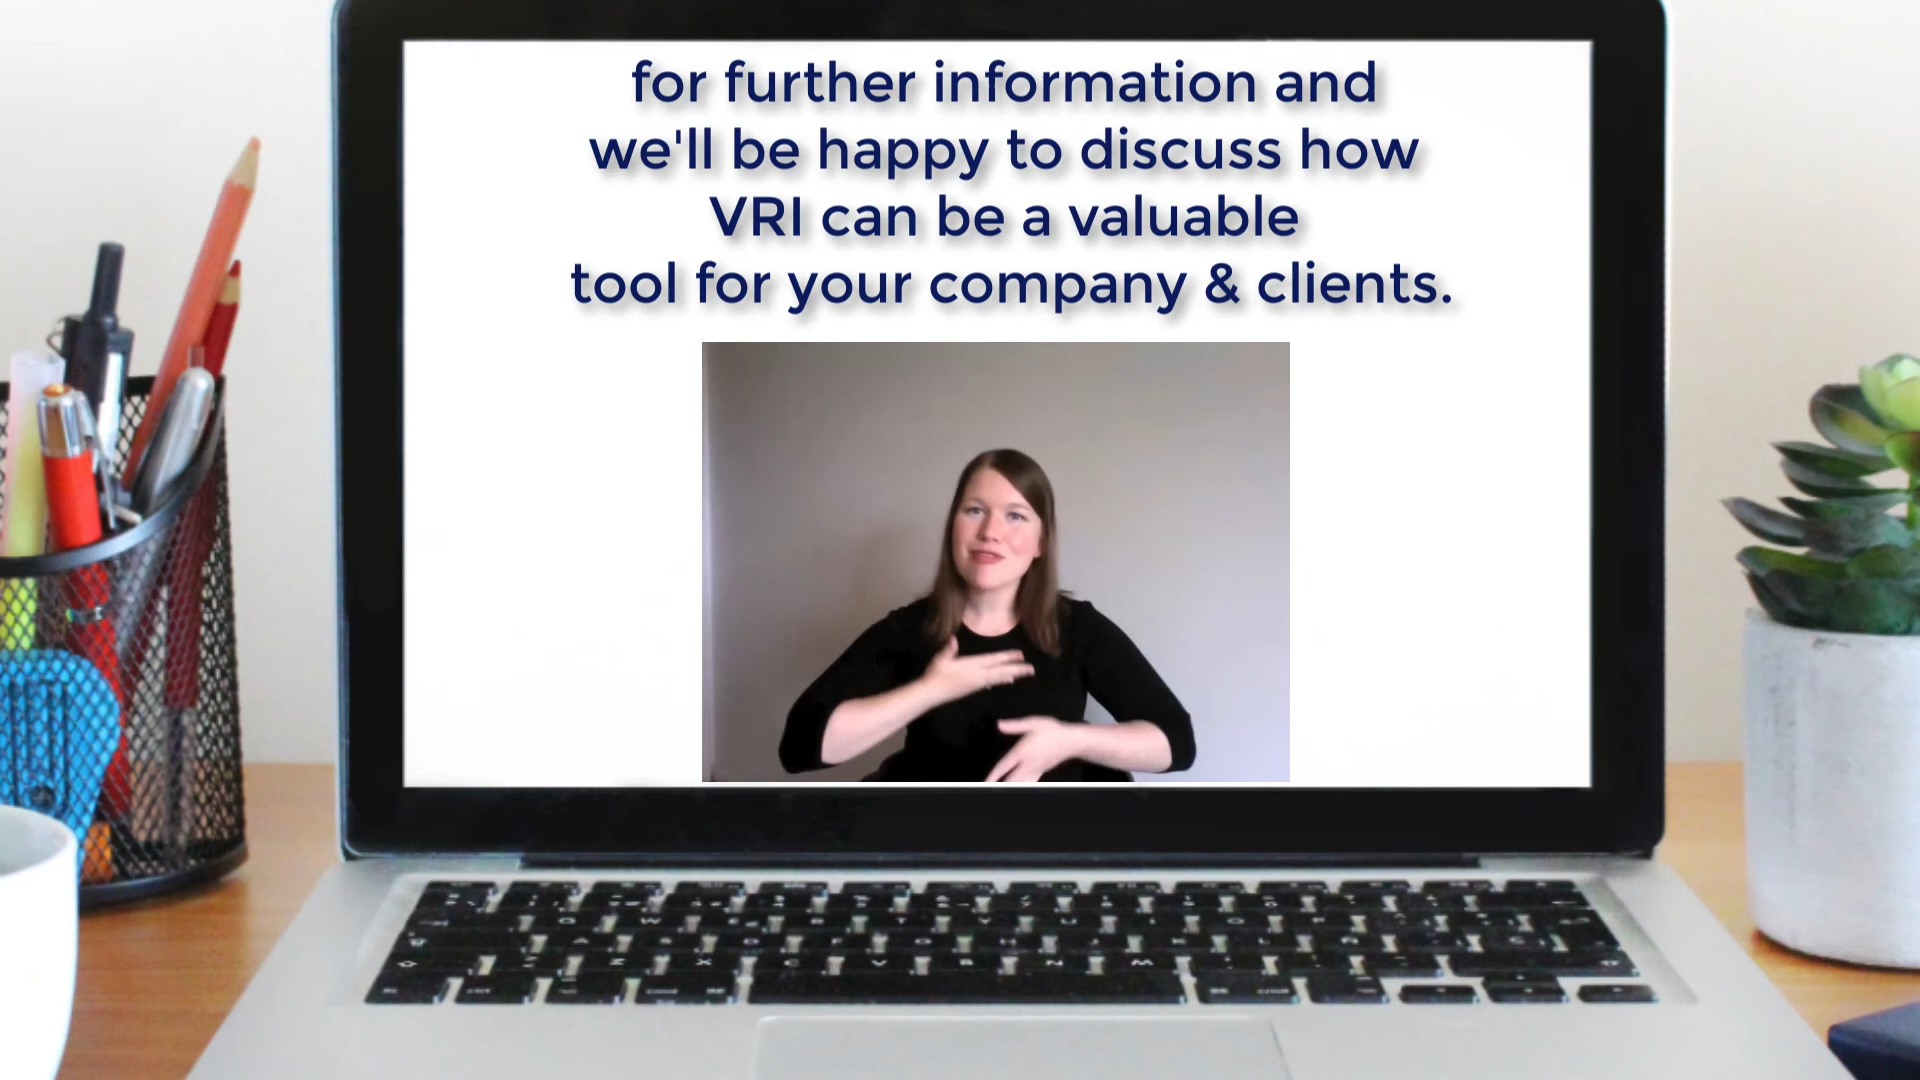 for further information and
we'll be happy to discuss how
VRI can be a valuable
tool for your company & clients.